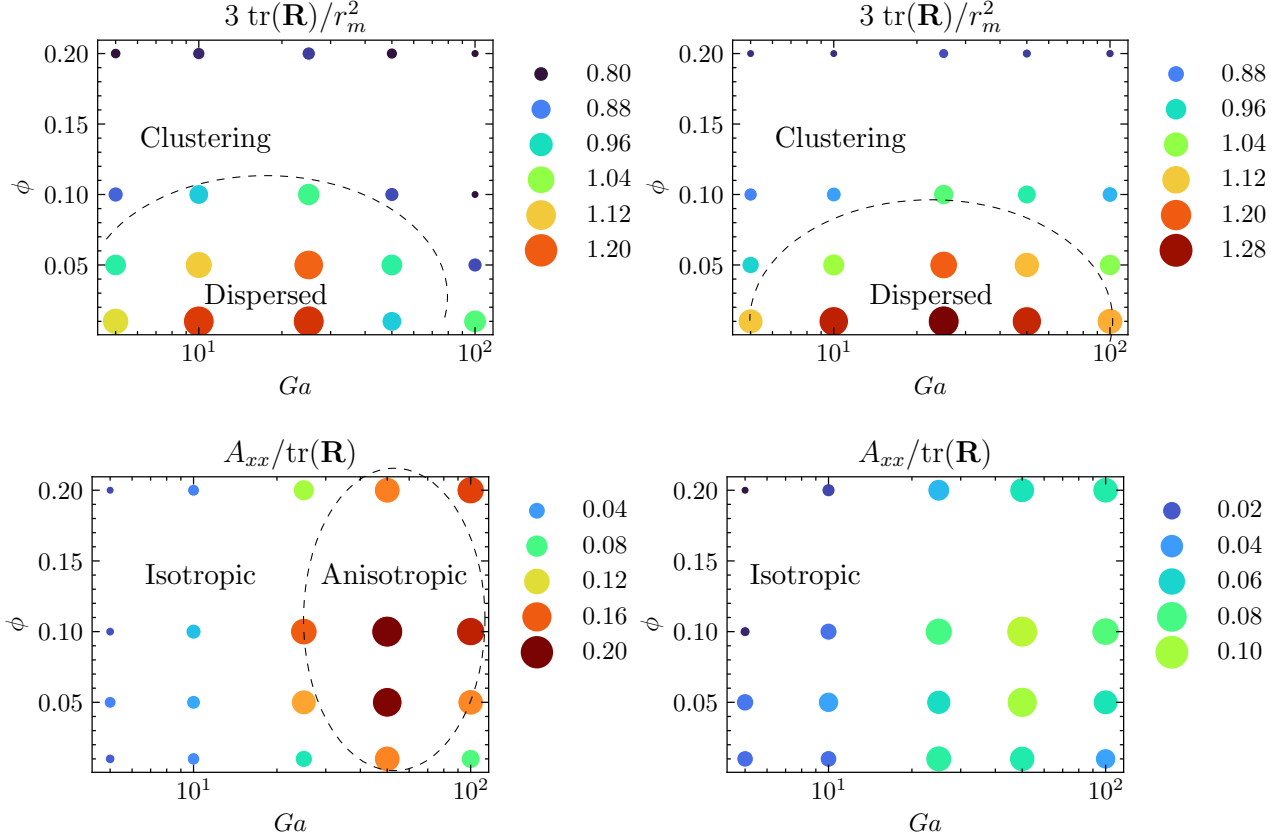 3 tr(R)/r_m^2
0.20
0.15
0.10
0.05
ϕ
Clustering
Dispersed
10^1
10^2
Ga
0.80
0.88
0.96
1.04
1.12
1.20
3 tr(R)/r_m^2
0.20
0.15
0.10
0.05
ϕ
Clustering
Dispersed
10^1
10^2
Ga
0.88
0.96
1.04
1.12
1.20
1.28
A_xx/tr(R)
0.20
0.15
0.10
0.05
ϕ
Isotropic Anisotropic
10^1
10^2
Ga
0.04
0.08
0.12
0.16
0.20
A_xx/tr(R)
0.20
0.15
0.10
0.05
ϕ
Isotropic
10^1
10^2
Ga
0.02
0.04
0.06
0.08
0.10